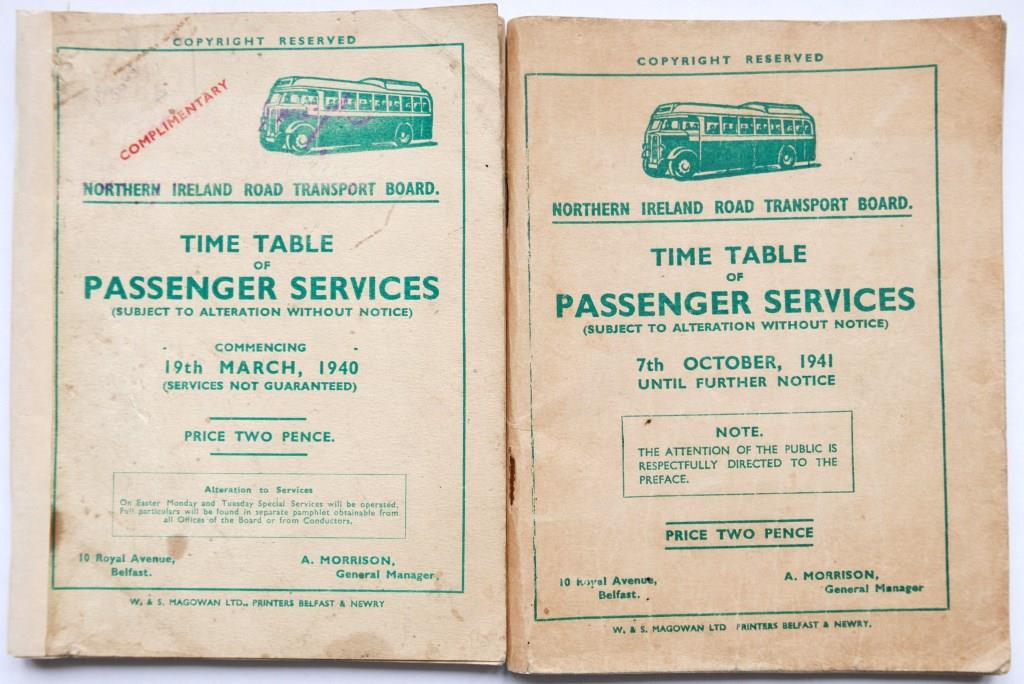 COPYRIGHT RESERVED
COMPLIMENTARY
NORTHERN IRELAND ROAD TRANSPORT BOARD.
TIME TABLE
OF
PASSENGER SERVICES
(SUBJECT TO ALTERATION WITHOUT NOTICE)
COMMENCING
19th MARCH, 1940
(SERVICES NOT GUARANTEED)
PRICE TWO PENCE.
Alteration to Services
On Easter Monday and Tuesday Special Services will be operated.
Full particulars will be found in separate pamphlet obtainable from
all Offices of the Board or from Conductors.
10 Royal Avenue,
Belfast.
A. MORRISON,
General Manager.
W. & S. MAGOWAN LTD., PRINTERS BELFAST & NEWRY
COPYRIGHT RESERVED
NORTHERN IRELAND ROAD TRANSPORT BOARD.
TIME TABLE
OF
PASSENGER SERVICES
(SUBJECT TO ALTERATION WITHOUT NOTICE)
7th OCTOBER, 1941
UNTIL FURTHER NOTICE
NOTE.
THE ATTENTION OF THE PUBLIC IS
RESPECTFULLY DIRECTED TO THE
PREFACE.
PRICE TWO PENCE
10 Royal Avenue,
Belfast.
A. MORRISON,
General Manager
W. & S. MAGOWAN LTD PRINTERS BELFAST & NEWRY.